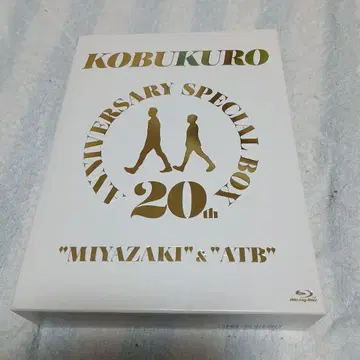 KOBUKURO
ANNIVERSARY SPECIAL BOX
20th
"MIYAZAKI" & "ATB"
Blu-ray Disc